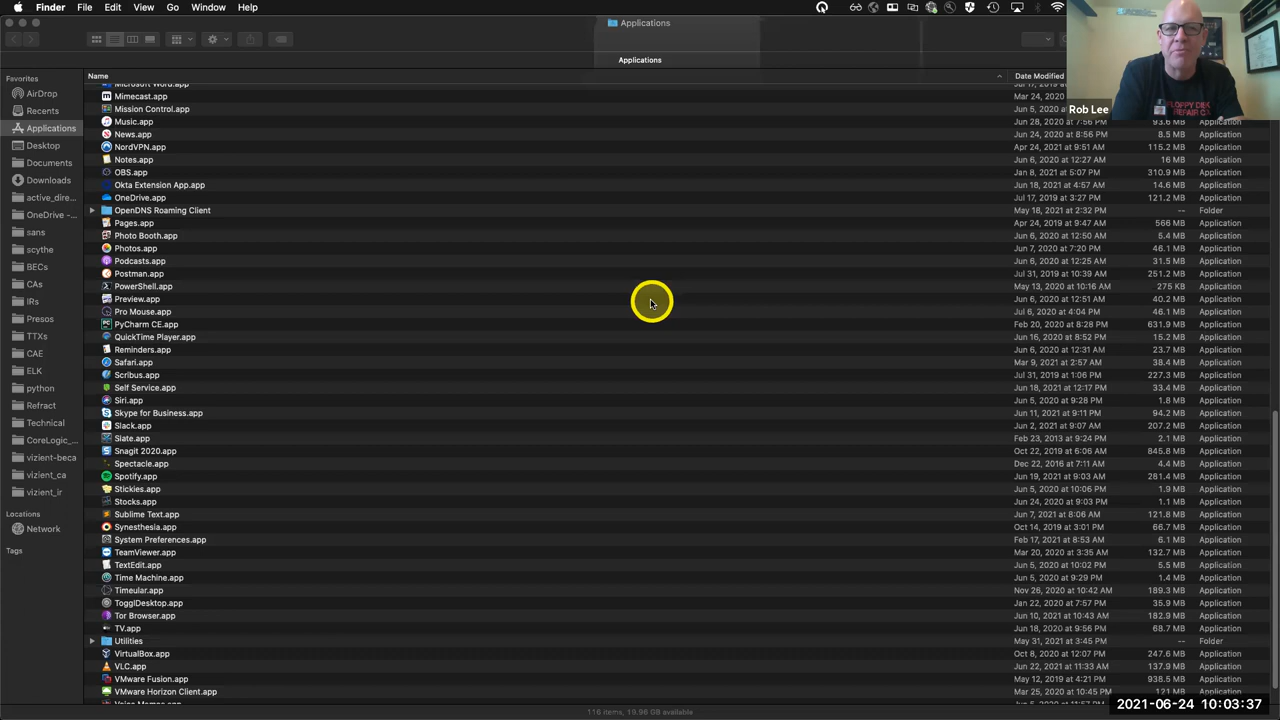 Finder File Edit View Go Window Help
Applications
Applications
Rob Lee
FLOPPY DISK
REPAIR CO.
Favorites
AirDrop
Recents
Applications
Desktop
Documents
Downloads
active_dire...
OneDrive -...
sans
scythe
BECs
CAs
IRs
Presos
TTXs
CAE
ELK
python
Refract
Technical
CoreLogic_...
vizient-beca
vizient_ca
vizient_ir
Locations
Network
Tags
Name Date Modified
Microsoft Word.app Jul 17, 2019
Mimecast.app Mar 24, 2020
Mission Control.app Jun 5, 2020
Music.app Jun 28, 2020 at 7:56 PM 93.6 MB Application
News.app Jun 24, 2020 at 8:56 PM 8.5 MB Application
NordVPN.app Apr 24, 2021 at 9:51 AM 115.2 MB Application
Notes.app Jun 6, 2020 at 12:27 AM 16 MB Application
OBS.app Jan 8, 2021 at 5:07 PM 310.9 MB Application
Okta Extension App.app Jun 18, 2021 at 4:57 AM 14.6 MB Application
OneDrive.app Jul 17, 2019 at 3:27 PM 121.2 MB Application
OpenDNS Roaming Client May 18, 2021 at 2:32 PM -- Folder
Pages.app Apr 24, 2019 at 9:47 AM 566 MB Application
Photo Booth.app Jun 6, 2020 at 12:50 AM 5.4 MB Application
Photos.app Jun 7, 2020 at 7:20 PM 46.1 MB Application
Podcasts.app Jun 6, 2020 at 12:25 AM 31.5 MB Application
Postman.app Jul 31, 2019 at 10:39 AM 251.2 MB Application
PowerShell.app May 13, 2020 at 10:16 AM 275 KB Application
Preview.app Jun 6, 2020 at 12:51 AM 40.2 MB Application
Pro Mouse.app Jul 6, 2020 at 4:04 PM 46.1 MB Application
PyCharm CE.app Feb 20, 2020 at 8:28 PM 631.9 MB Application
QuickTime Player.app Jun 16, 2020 at 8:52 PM 15.2 MB Application
Reminders.app Jun 6, 2020 at 12:31 AM 23.7 MB Application
Safari.app Mar 9, 2021 at 2:57 AM 38.4 MB Application
Scribus.app Jul 31, 2019 at 1:06 PM 227.3 MB Application
Self Service.app Jun 18, 2021 at 12:17 PM 33.4 MB Application
Siri.app Jun 5, 2020 at 9:28 PM 1.8 MB Application
Skype for Business.app Jun 11, 2021 at 9:11 PM 94.2 MB Application
Slack.app Jun 2, 2021 at 9:07 AM 207.2 MB Application
Slate.app Feb 23, 2013 at 9:24 PM 2.1 MB Application
Snagit 2020.app Oct 22, 2019 at 6:06 AM 845.8 MB Application
Spectacle.app Dec 22, 2016 at 7:11 AM 4.4 MB Application
Spotify.app Jun 19, 2021 at 9:03 AM 281.4 MB Application
Stickies.app Jun 5, 2020 at 10:06 PM 1.9 MB Application
Stocks.app Jun 24, 2020 at 9:03 PM 1.1 MB Application
Sublime Text.app Jun 7, 2021 at 8:06 AM 121.8 MB Application
Synesthesia.app Oct 14, 2019 at 3:01 PM 66.7 MB Application
System Preferences.app Feb 17, 2021 at 8:53 AM 6.1 MB Application
TeamViewer.app Mar 20, 2020 at 3:35 AM 132.7 MB Application
TextEdit.app Jun 5, 2020 at 10:02 PM 5.5 MB Application
Time Machine.app Jun 5, 2020 at 9:29 PM 1.4 MB Application
Timeular.app Nov 26, 2020 at 10:42 AM 189.3 MB Application
TogglDesktop.app Jan 22, 2020 at 7:57 PM 35.9 MB Application
Tor Browser.app Jun 10, 2021 at 10:43 AM 182.9 MB Application
TV.app Jun 18, 2020 at 9:56 PM 68.7 MB Application
Utilities May 31, 2021 at 3:45 PM -- Folder
VirtualBox.app Oct 8, 2020 at 12:07 PM 247.6 MB Application
VLC.app Jun 22, 2021 at 11:33 AM 137.9 MB Application
VMware Fusion.app May 12, 2019 at 4:21 PM 938.5 MB Application
VMware Horizon Client.app Mar 25, 2020 at 10:45 PM 121 MB Application
116 items, 19.96 GB available
2021-06-24 10:03:37